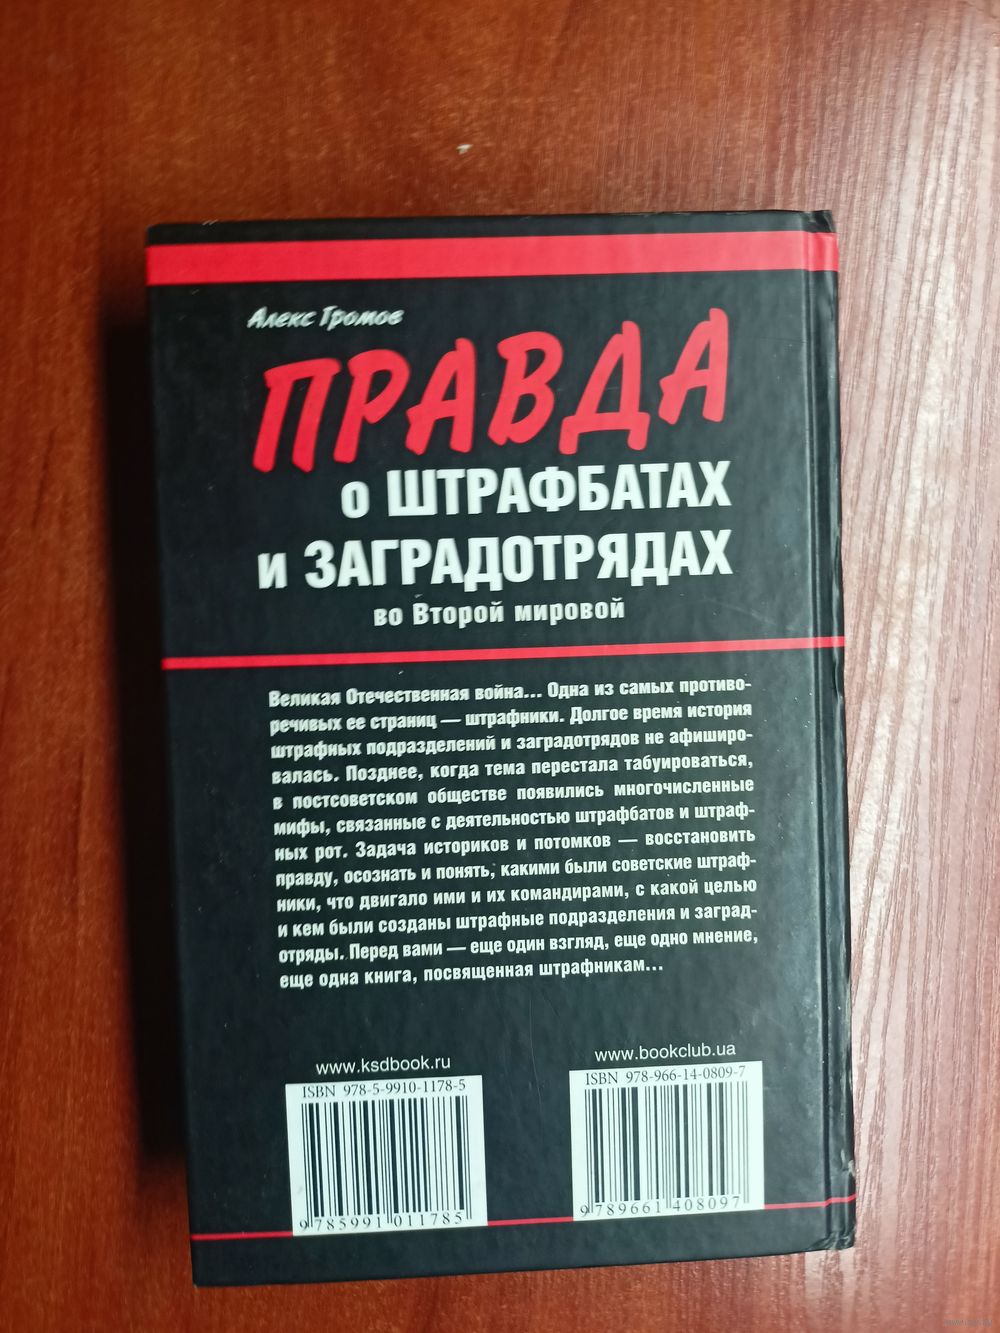 Алекс Громов
ПРАВДА
о ШТРАФБАТАХ
и ЗАГРАДОТРЯДАХ
во Второй мировой
Великая Отечественная война... Одна из самых противо-
речивых ее страниц — штрафники. Долгое время история
штрафных подразделений и заградотрядов не афиширо-
валась. Позднее, когда тема перестала табуироваться,
в постсоветском обществе появились многочисленные
мифы, связанные с деятельностью штрафбатов и штраф-
ных рот. Задача историков и потомков — восстановить
правду, осознать и понять, какими были советские штраф-
ники, что двигало ими и их командирами, с какой целью
и кем были созданы штрафные подразделения и заград-
отряды. Перед вами — еще один взгляд, еще одно мнение,
еще одна книга, посвященная штрафникам...
www.ksdbook.ru
ISBN 978-5-9910-1178-5
9 785991 011785
www.bookclub.ua
ISBN 978-966-14-0809-7
9 789661 408097